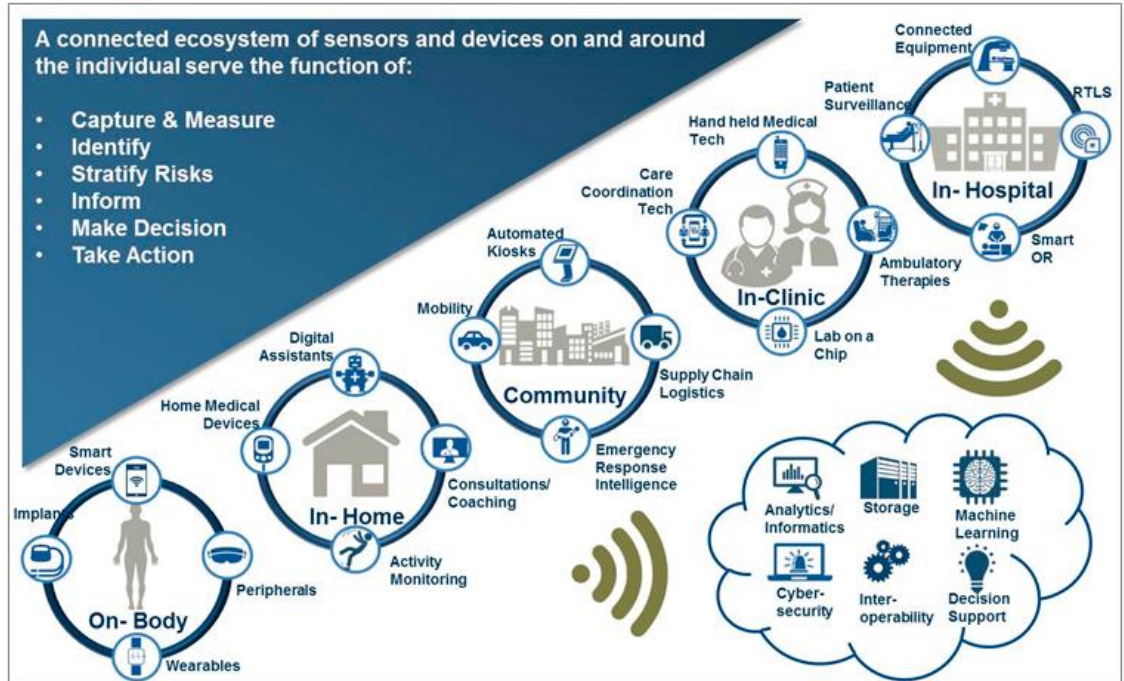 A connected ecosystem of sensors and devices on and around
the individual serve the function of:
• Capture & Measure
• Identify
• Stratify Risks
• Inform
• Make Decision
• Take Action
Connected
Equipment
Patient
Surveillance
RTLS
In- Hospital
Smart
OR
Hand held Medical
Tech
Care
Coordination
Tech
In-Clinic
Ambulatory
Therapies
Lab on a
Chip
Automated
Kiosks
Mobility
Community
Supply Chain
Logistics
Emergency
Response
Intelligence
Digital
Assistants
Home Medical
Devices
In- Home
Consultations/
Coaching
Activity
Monitoring
Smart
Devices
Implants
On- Body
Peripherals
Wearables
Analytics/
Informatics
Storage
Machine
Learning
Cyber-
security
Inter-
operability
Decision
Support